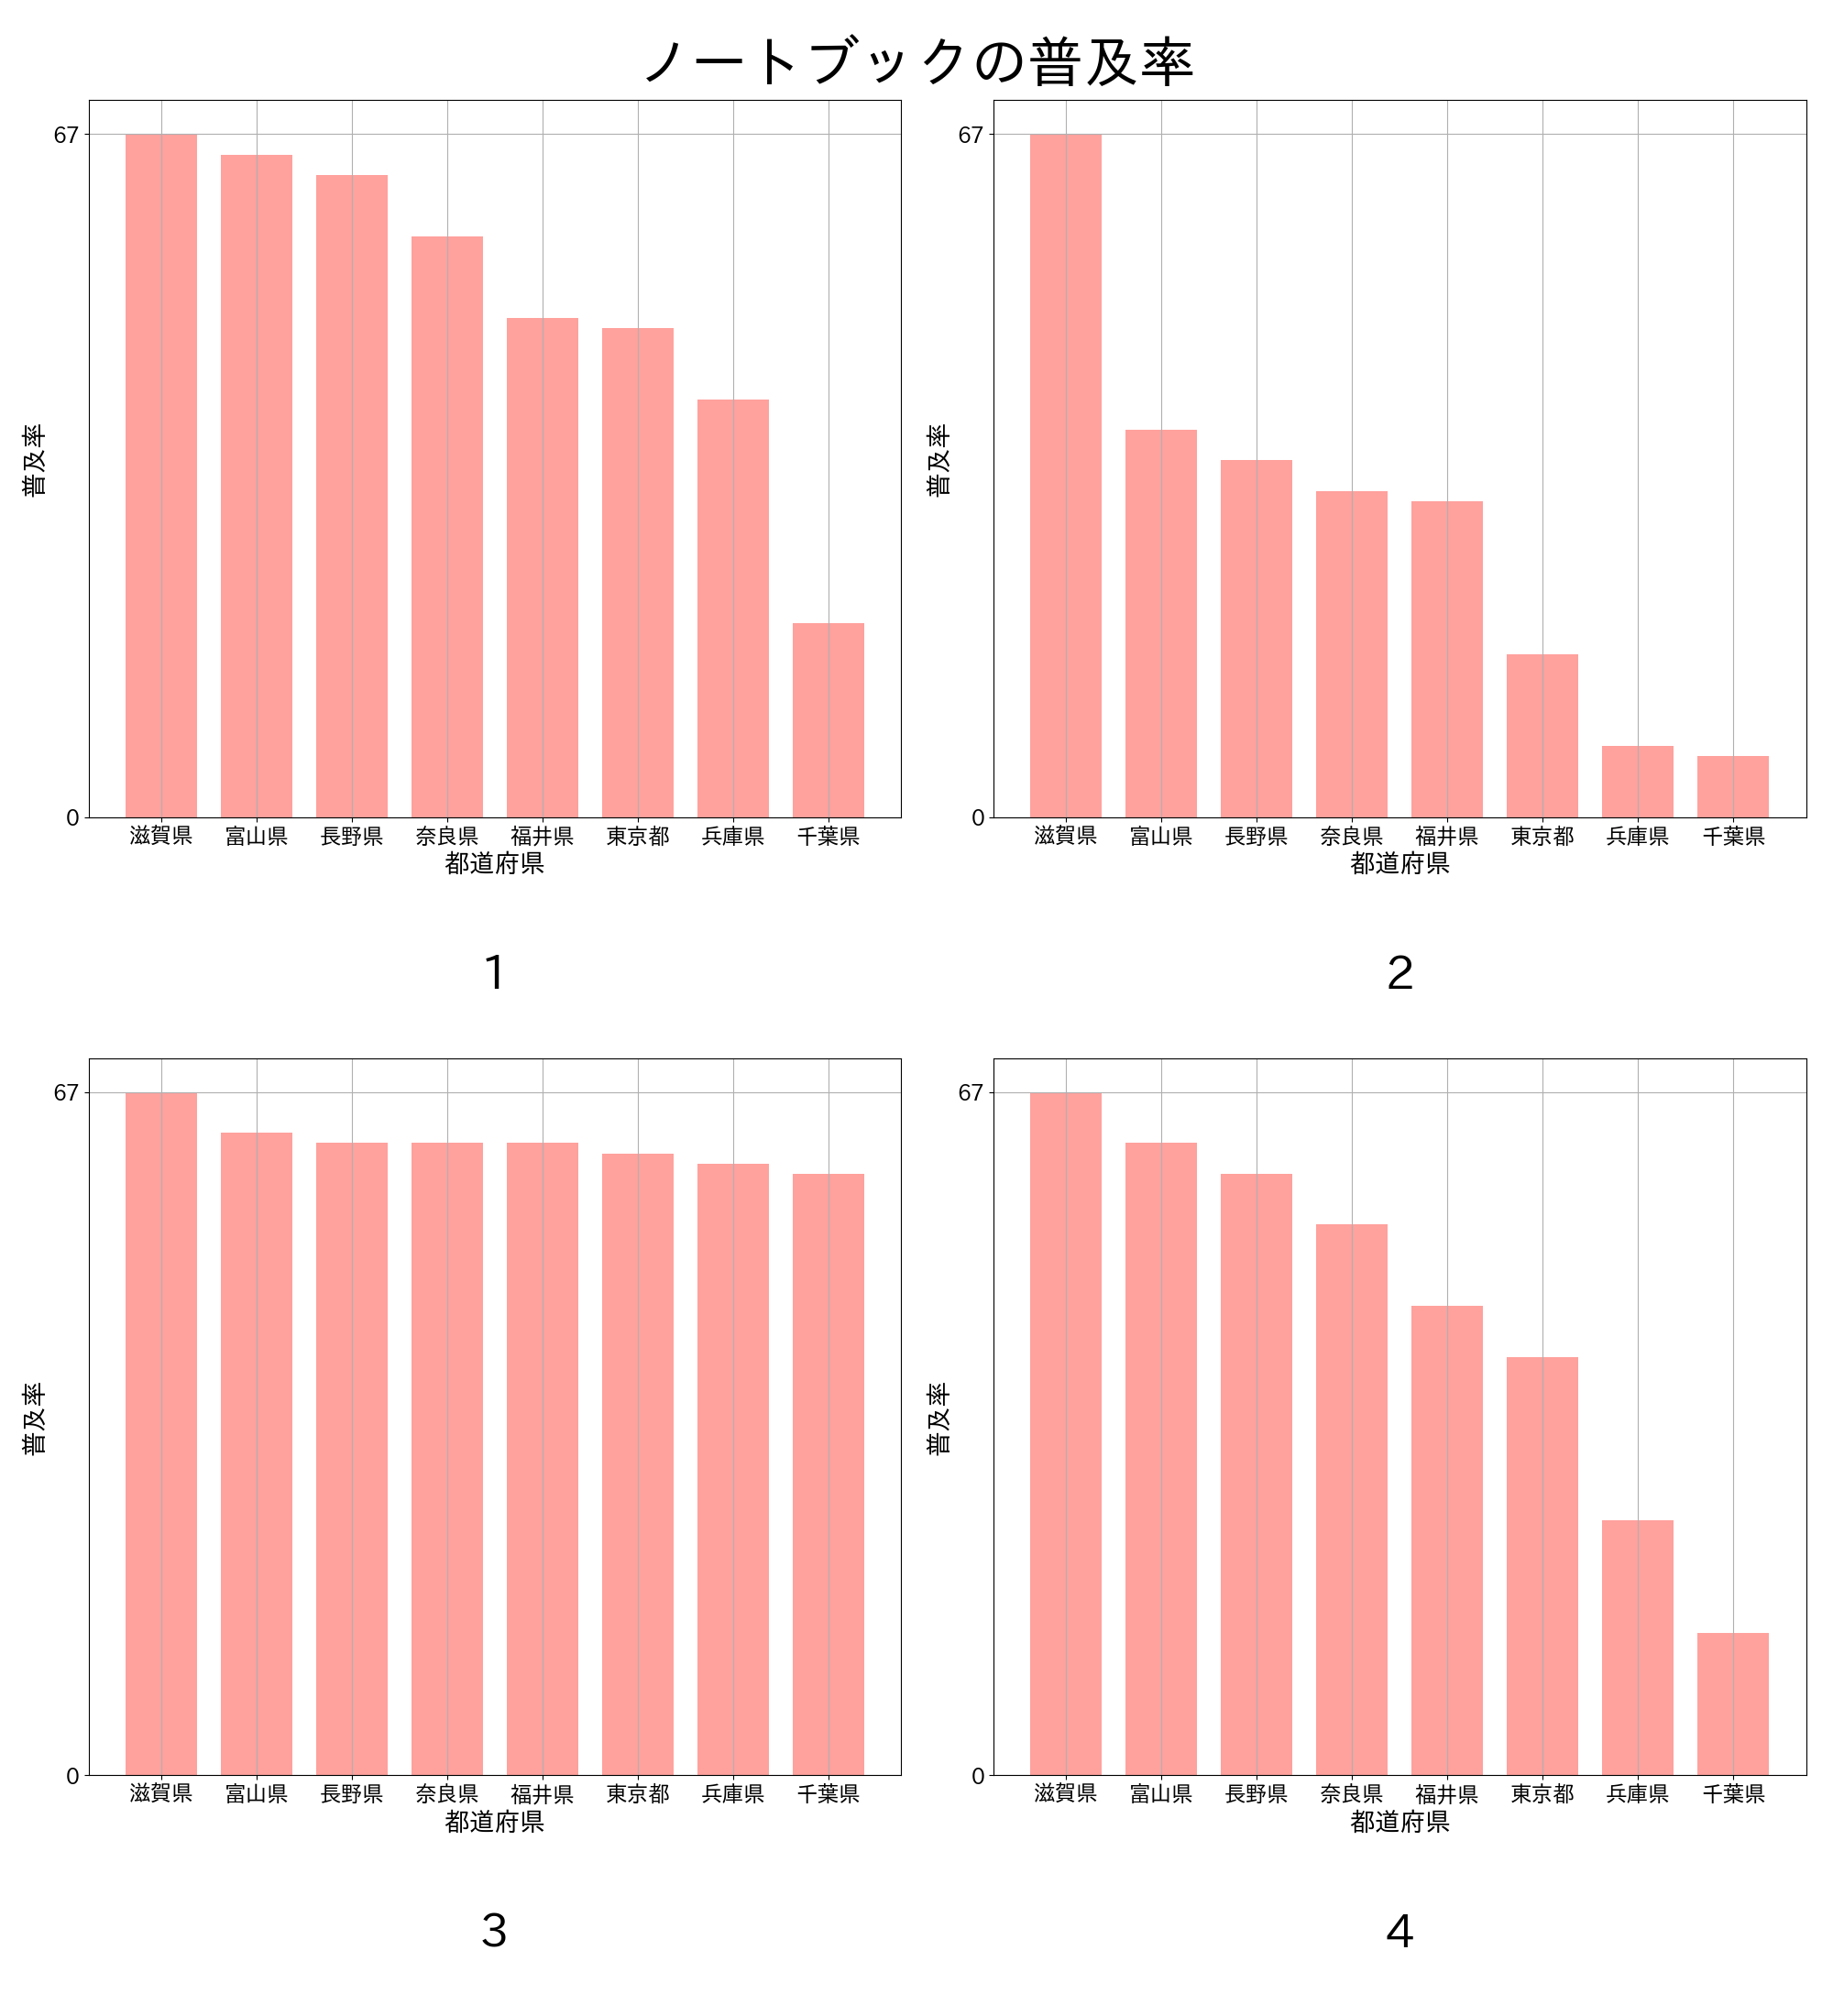 ノートブックの普及率
67
0
普及率
滋賀県 富山県 長野県 奈良県 福井県 東京都 兵庫県 千葉県
都道府県
1
67
0
普及率
滋賀県 富山県 長野県 奈良県 福井県 東京都 兵庫県 千葉県
都道府県
2
67
0
普及率
滋賀県 富山県 長野県 奈良県 福井県 東京都 兵庫県 千葉県
都道府県
3
67
0
普及率
滋賀県 富山県 長野県 奈良県 福井県 東京都 兵庫県 千葉県
都道府県
4